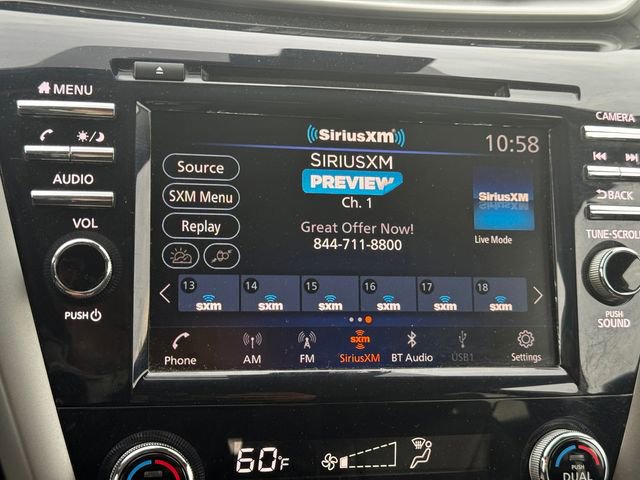 MENU
CAMERA
SiriusXM
10:58
Source
SIRIUSXM
PREVIEW
SiriusXM
SXM Menu
Ch. 1
BACK
AUDIO
Replay
Great Offer Now!
844-711-8800
Live Mode
VOL
TUNE•SCROLL
13 14 15 16 17 18
sxm sxm sxm sxm sxm sxm
PUSH
PUSH
SOUND
sxm
Phone AM FM SiriusXM BT Audio USB1 Settings
60°F
PUSH
DUAL